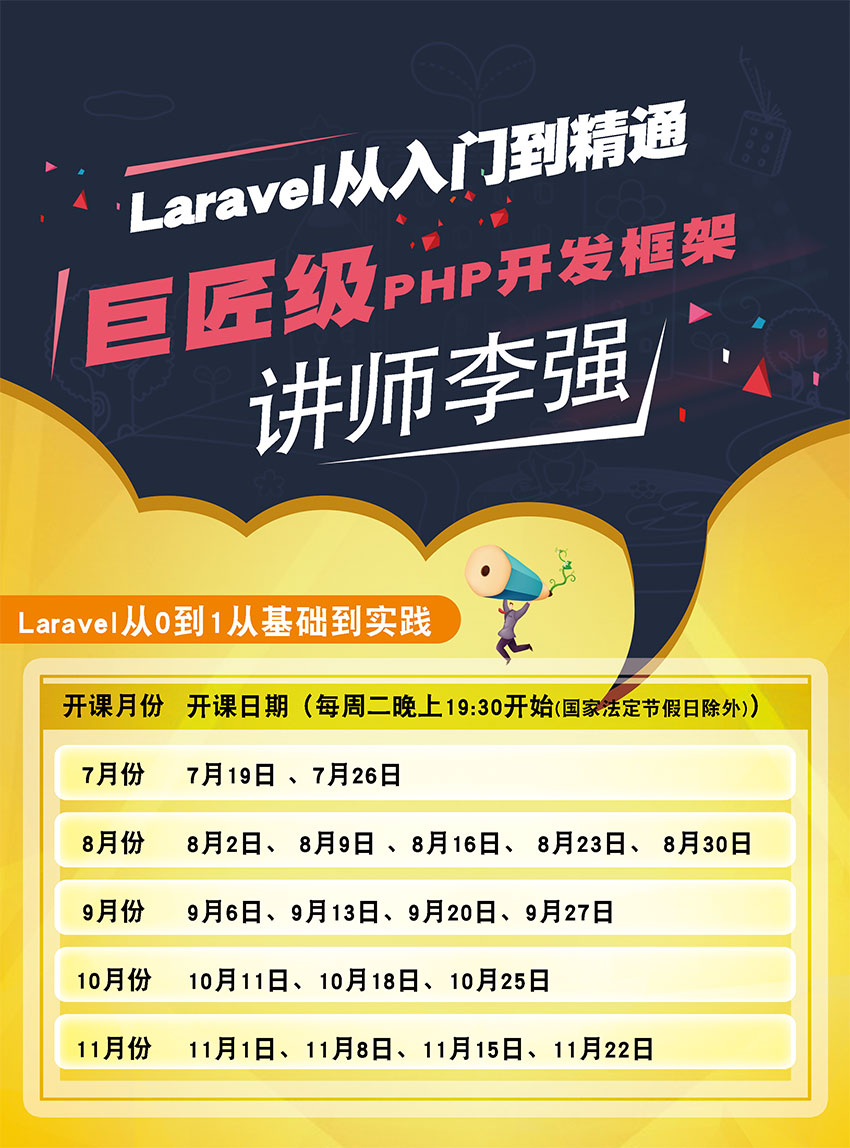 Laravel从入门到精通
巨匠级PHP开发框架
讲师李强
Laravel从0到1从基础到实践
开课月份 开课日期（每周二晚上19:30开始(国家法定节假日除外)）
7月份 7月19日 、7月26日
8月份 8月2日、 8月9日 、8月16日、 8月23日、 8月30日
9月份 9月6日、9月13日、9月20日、9月27日
10月份 10月11日、10月18日、10月25日
11月份 11月1日、11月8日、11月15日、11月22日